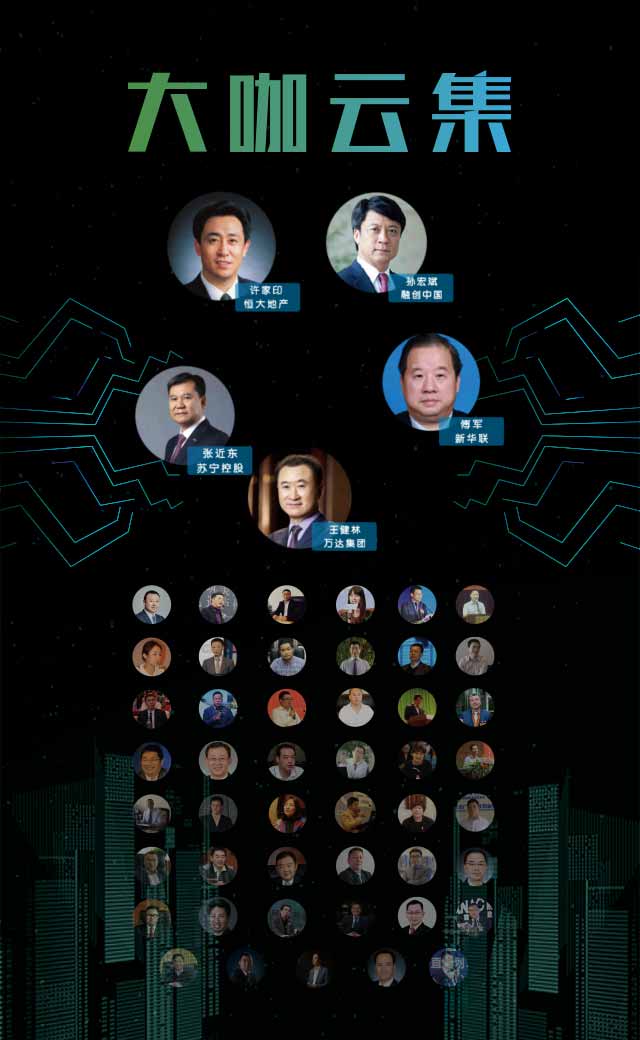 大咖云集
许家印
恒大地产
孙宏斌
融创中国
傅军
新华联
张近东
苏宁控股
王健林
万达集团